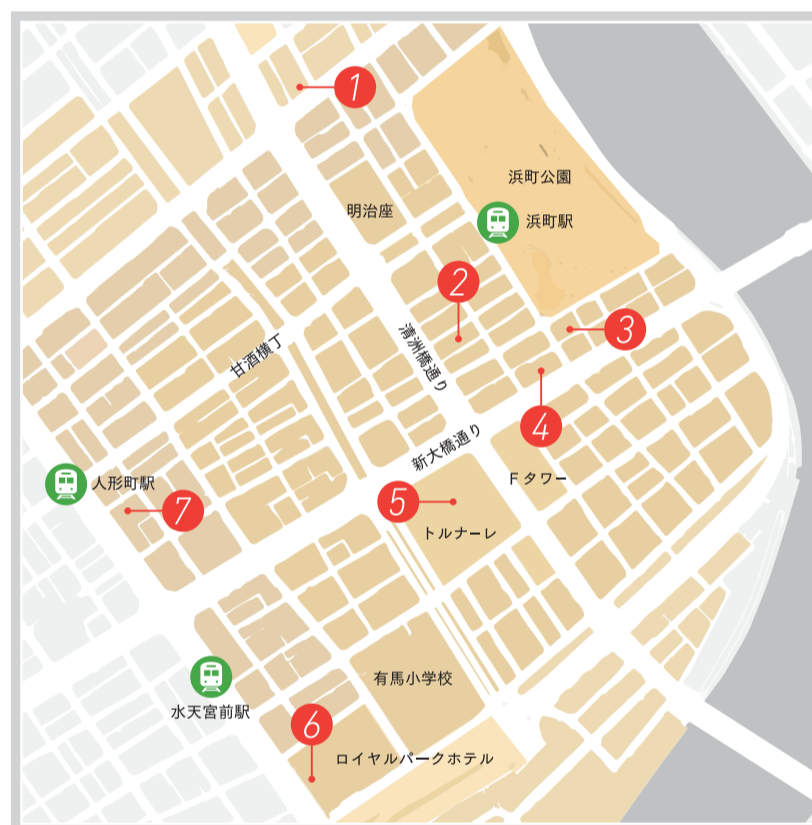 1
浜町公園
明治座
浜町駅
2
3
清洲橋通り
甘酒横丁
4
新大橋通り
Fタワー
人形町駅
5
7
トルナーレ
有馬小学校
水天宮前駅
6
ロイヤルパークホテル